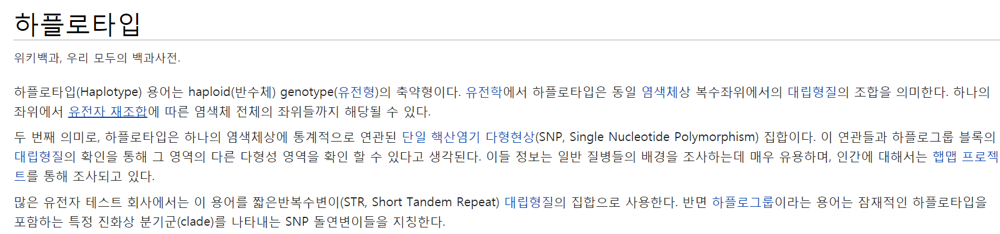 하플로타입
위키백과, 우리 모두의 백과사전.
하플로타입(Haplotype) 용어는 haploid(반수체) genotype(유전형)의 축약형이다. 유전학에서 하플로타입은 동일 염색체상 복수좌위에서의 대립형질의 조합을 의미한다. 하나의
좌위에서 유전자 재조합에 따른 염색체 전체의 좌위들까지 해당될 수 있다.
두 번째 의미로, 하플로타입은 하나의 염색체상에 통계적으로 연관된 단일 핵산염기 다형현상(SNP, Single Nucleotide Polymorphism) 집합이다. 이 연관들과 하플로그룹 블록의
대립형질의 확인을 통해 그 영역의 다른 다형성 영역을 확인 할 수 있다고 생각된다. 이들 정보는 일반 질병들의 배경을 조사하는데 매우 유용하며, 인간에 대해서는 햅맵 프로젝
트를 통해 조사되고 있다.
많은 유전자 테스트 회사에서는 이 용어를 짧은반복수변이(STR, Short Tandem Repeat) 대립형질의 집합으로 사용한다. 반면 하플로그룹이라는 용어는 잠재적인 하플로타입을
포함하는 특정 진화상 분기군(clade)를 나타내는 SNP 돌연변이들을 지칭한다.